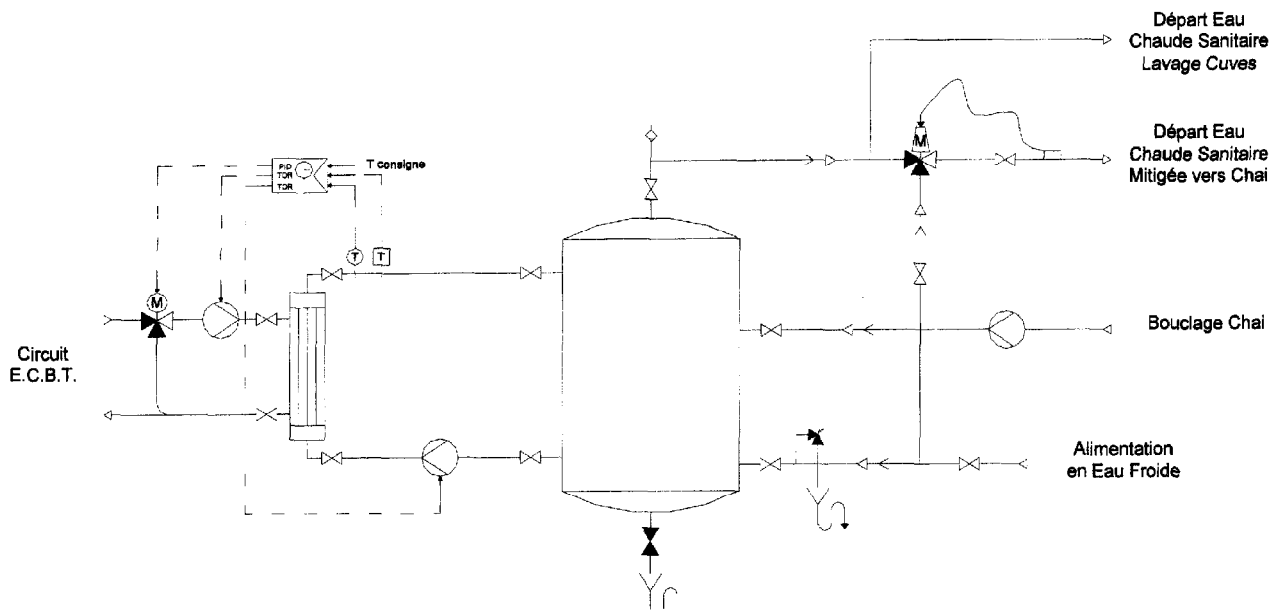 Départ Eau
Chaude Sanitaire
Lavage Cuves
M
Départ Eau
Chaude Sanitaire
Mitigée vers Chai
PID
TOR
TOR
T consigne
T
T
M
Circuit
E.C.B.T.
Bouclage Chai
Alimentation
en Eau Froide